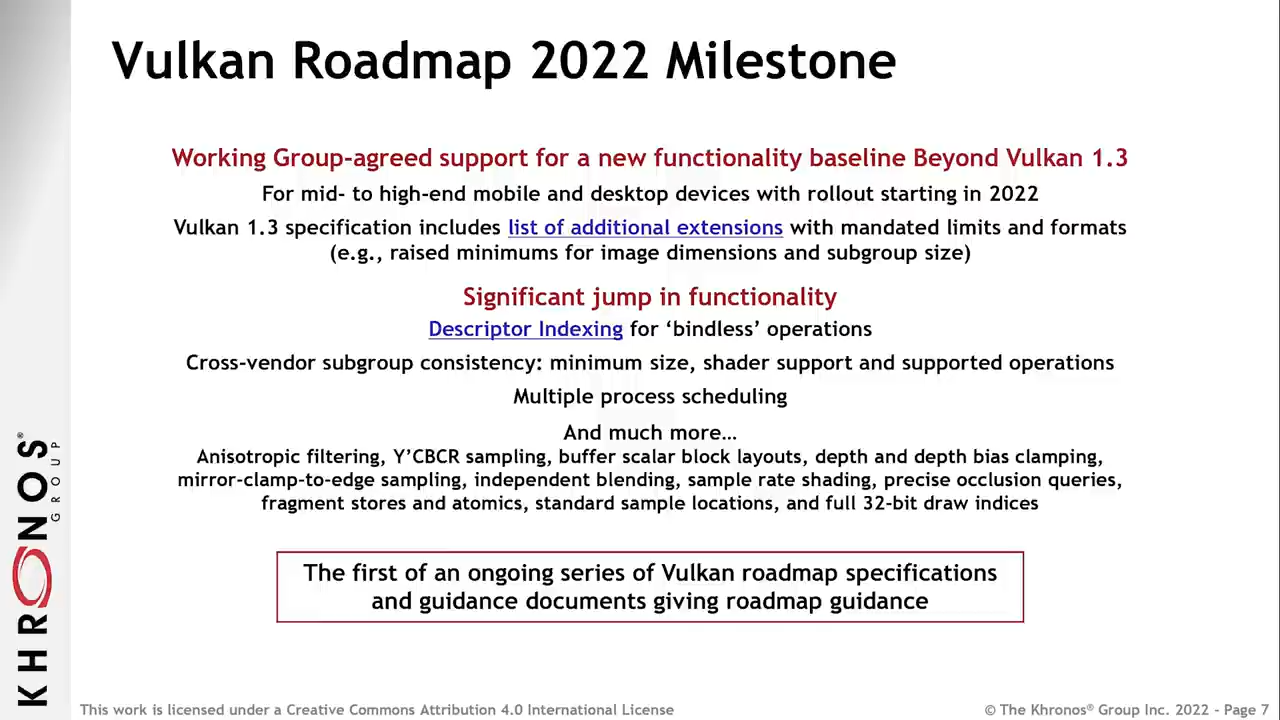 Vulkan Roadmap 2022 Milestone
Working Group-agreed support for a new functionality baseline Beyond Vulkan 1.3
For mid- to high-end mobile and desktop devices with rollout starting in 2022
Vulkan 1.3 specification includes list of additional extensions with mandated limits and formats
(e.g., raised minimums for image dimensions and subgroup size)
Significant jump in functionality
Descriptor Indexing for ‘bindless’ operations
Cross-vendor subgroup consistency: minimum size, shader support and supported operations
Multiple process scheduling
And much more…
Anisotropic filtering, Y’CBCR sampling, buffer scalar block layouts, depth and depth bias clamping,
mirror-clamp-to-edge sampling, independent blending, sample rate shading, precise occlusion queries,
fragment stores and atomics, standard sample locations, and full 32-bit draw indices
The first of an ongoing series of Vulkan roadmap specifications
and guidance documents giving roadmap guidance
KHRONOS®
GROUP
This work is licensed under a Creative Commons Attribution 4.0 International License
© The Khronos® Group Inc. 2022 - Page 7